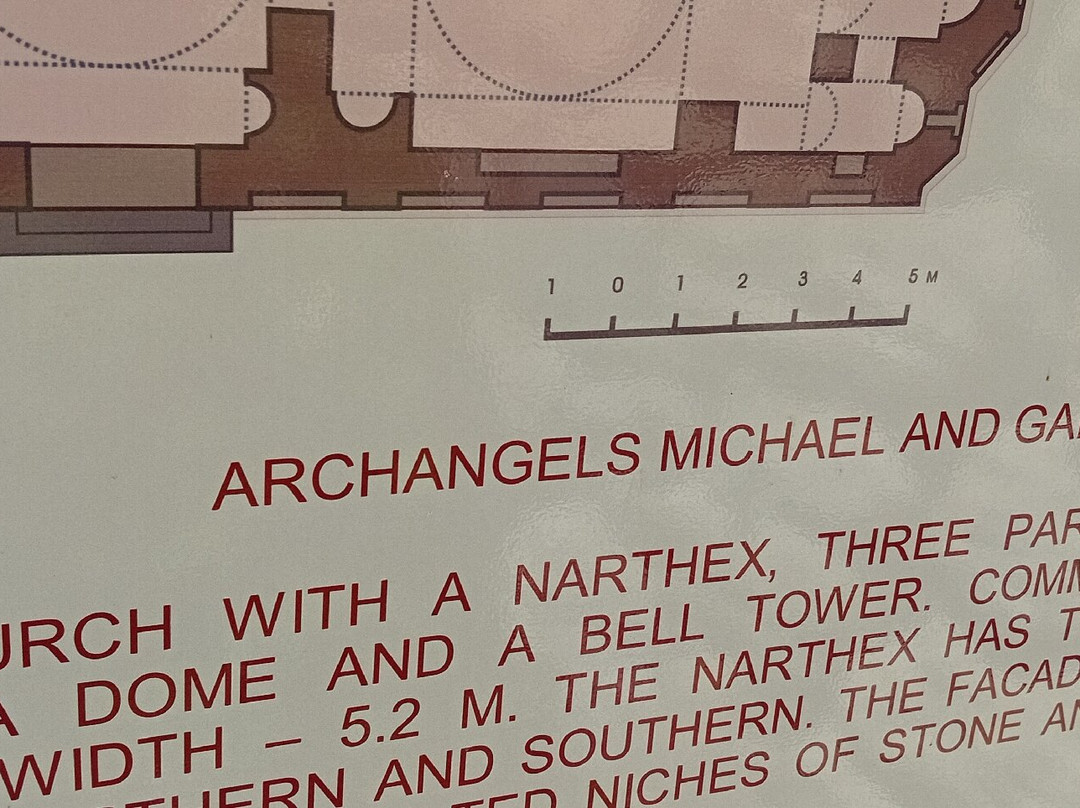 1 0 1 2 3 4 5 M
ARCHANGELS MICHAEL AND
WITH A NARTHEX, THREE
DOME AND A BELL TOWER.
WIDTH – 5.2 M. THE NARTHEX HAS
AND SOUTHERN. THE
NICHES OF STONE